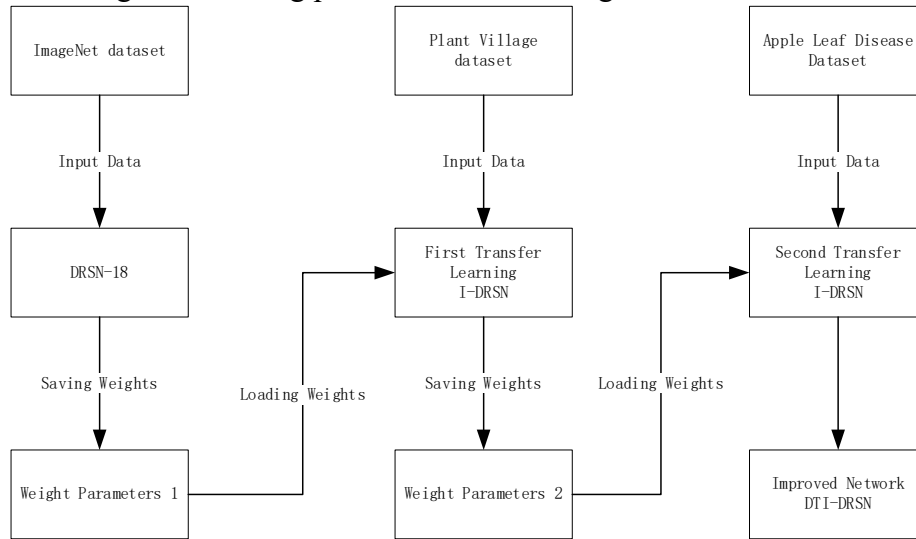 ImageNet dataset
Plant Village
dataset
Apple Leaf Disease
Dataset
Input Data
Input Data
Input Data
DRSN-18
First Transfer
Learning
I-DRSN
Second Transfer
Learning
I-DRSN
Saving Weights
Loading Weights
Saving Weights
Loading Weights
Weight Parameters 1
Weight Parameters 2
Improved Network
DTI-DRSN